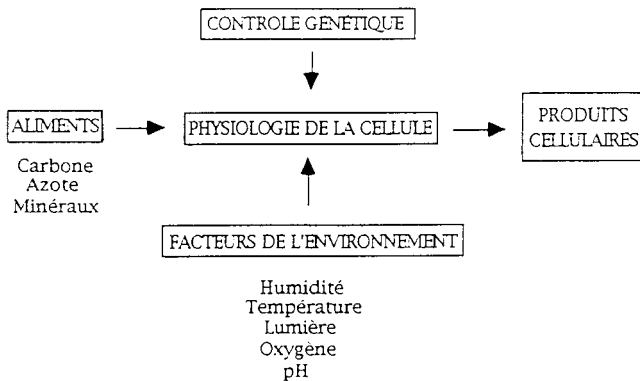 CONTROLE GÉNÉTIQUE
ALIMENTS
PHYSIOLOGIE DE LA CELLULE
PRODUITS
CELLULAIRES
Carbone
Azote
Minéraux
FACTEURS DE L'ENVIRONNEMENT
Humidité
Température
Lumière
Oxygène
pH